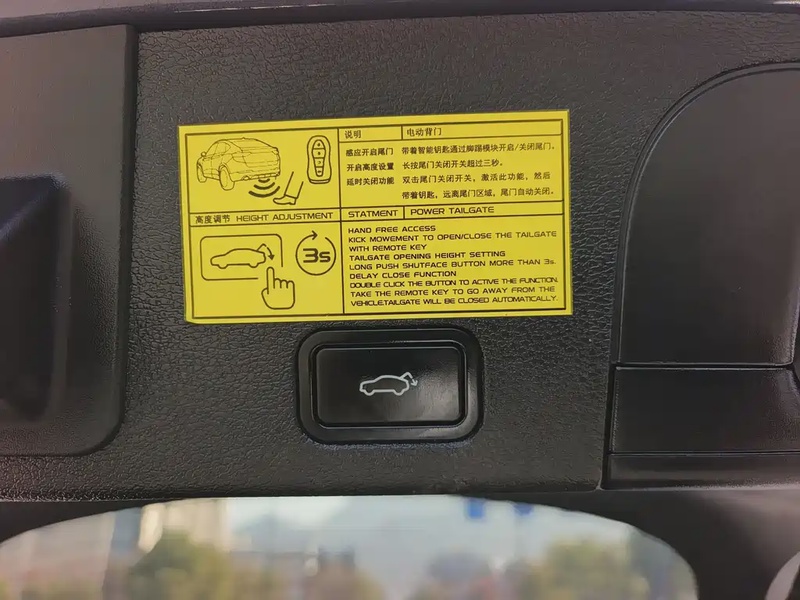 说明 电动背门
感应开启尾门 带着智能钥匙通过脚踢模块开启/关闭尾门。
开启高度设置 长按尾门关闭开关超过三秒。
延时关闭功能 双击尾门关闭开关，激活此功能，然后
带着钥匙，远离尾门区域，尾门自动关闭。
高度调节 HEIGHT ADJUSTMENT
STATMENT POWER TAILGATE
3s
HAND FREE ACCESS
KICK MOWEMENT TO OPEN/CLOSE THE TAILGATE
WITH REMOTE KEY
TAILGATE OPENING HEIGHT SETTING
LONG PUSH SHUTFACE BUTTON MORE THAN 3s.
DELAY CLOSE FUNCTION
DOUBLE CLICK THE BUTTON TO ACTIVE THE FUNCTION.
TAKE THE REMOTE KEY TO GO AWAY FROM THE
VEHICLE.TAILGATE WILL BE CLOSED AUTOMATICALLY.